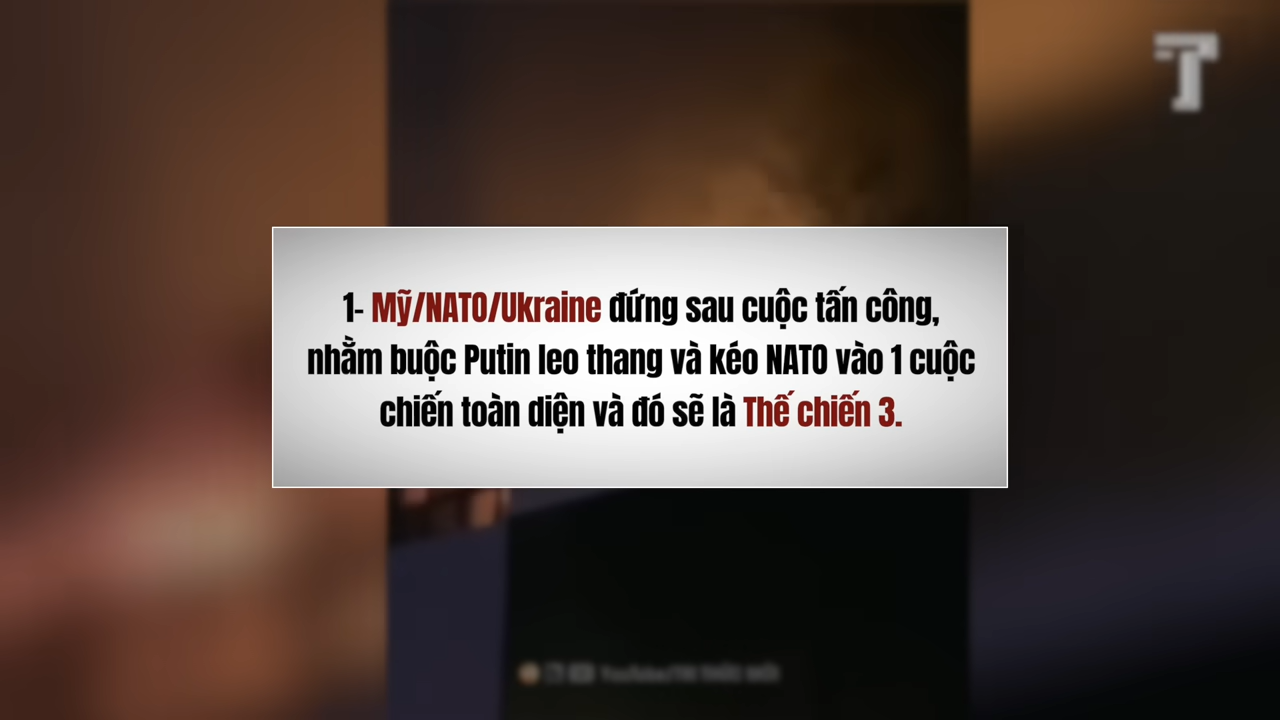 1- Mỹ/NATO/Ukraine đứng sau cuộc tấn công,
nhằm buộc Putin leo thang và kéo NATO vào 1 cuộc
chiến toàn diện và đó sẽ là Thế chiến 3.